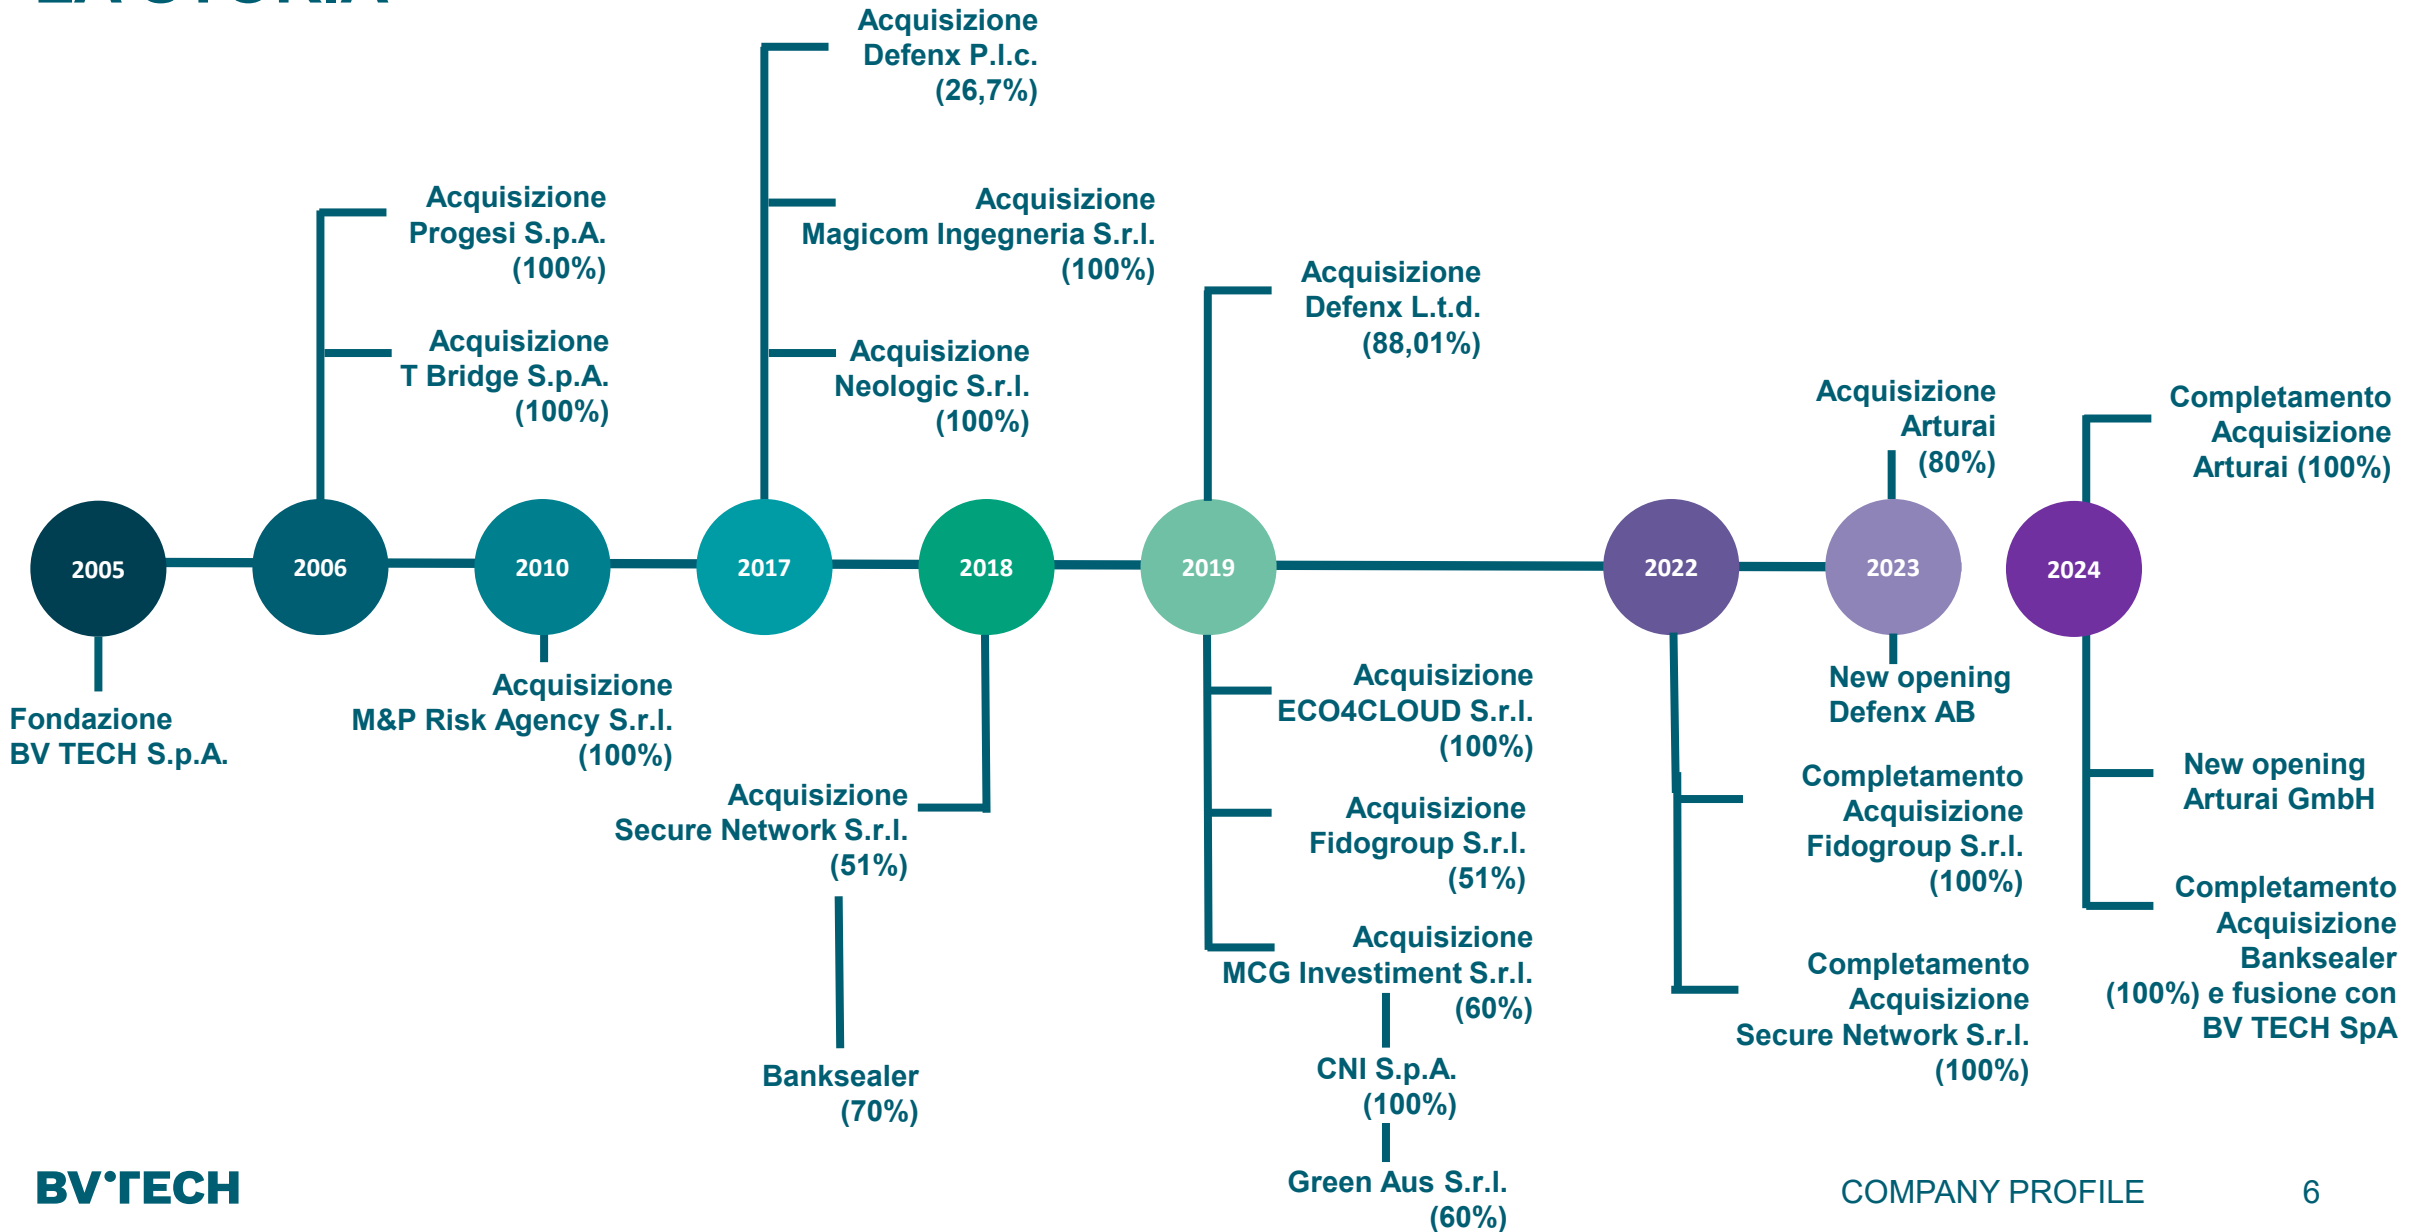 Acquisizione
Defenx P.l.c.
(26,7%)
Acquisizione
Progesi S.p.A.
(100%)
Acquisizione
Magicom Ingegneria S.r.l.
(100%)
Acquisizione
Defenx L.t.d.
(88,01%)
Acquisizione
T Bridge S.p.A.
(100%)
Acquisizione
Neologic S.r.l.
(100%)
Acquisizione
Arturai
(80%)
Completamento
Acquisizione
Arturai (100%)
2005
2006
2010
2017
2018
2019
2022
2023
2024
Fondazione
BV TECH S.p.A.
Acquisizione
M&P Risk Agency S.r.l.
(100%)
Acquisizione
Secure Network S.r.l.
(51%)
Banksealer
(70%)
Acquisizione
ECO4CLOUD S.r.l.
(100%)
Acquisizione
Fidogroup S.r.l.
(51%)
Acquisizione
MCG Investiment S.r.l.
(60%)
CNI S.p.A.
(100%)
Green Aus S.r.l.
(60%)
New opening
Defenx AB
Completamento
Acquisizione
Fidogroup S.r.l.
(100%)
Completamento
Acquisizione
Secure Network S.r.l.
(100%)
New opening
Arturai GmbH
Completamento
Acquisizione
Banksealer
(100%) e fusione con
BV TECH SpA
BV TECH
COMPANY PROFILE
6